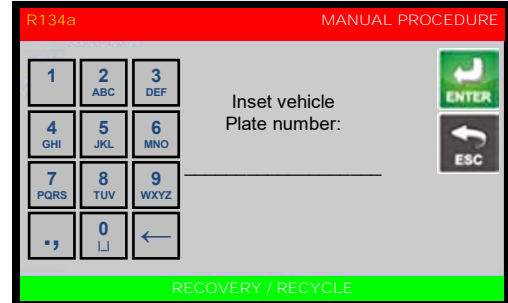 R134a MANUAL PROCEDURE
1 2 3
ABC DEF
4 5 6
GHI JKL MNO
7 8 9
PQRS TUV WXYZ
., 0 ←
Inset vehicle
Plate number:
ENTER
ESC
RECOVERY / RECYCLE